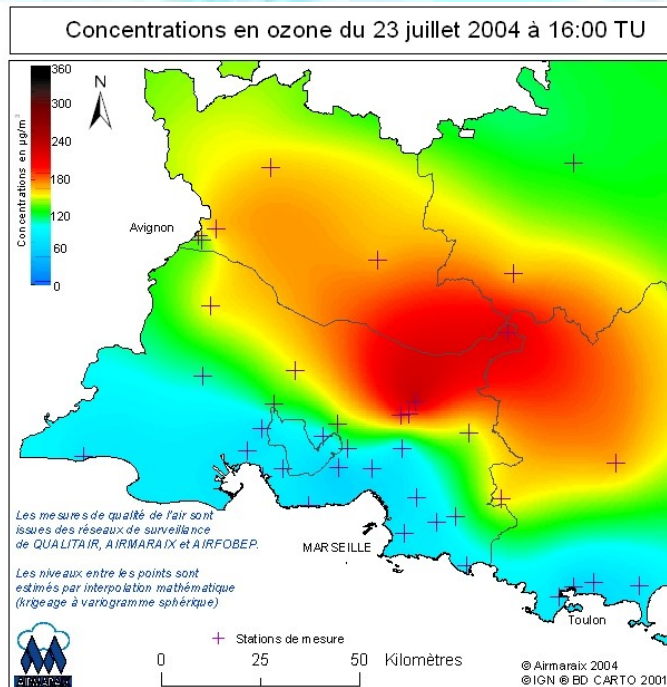 Concentrations en ozone du 23 juillet 2004 à 16:00 TU
Concentrations en µg/m³
360
300
240
180
120
60
0
N
Avignon
Les mesures de qualité de l'air sont
issues des réseaux de surveillance
de QUALITAIR, AIRMARAIX et AIRFOBEP.
Les niveaux entre les points sont
estimés par interpolation mathématique
(krigeage à variogramme sphérique)
MARSEILLE
Toulon
Stations de mesure
0 25 50 Kilomètres
AIRMARAIX
© Airmaraix 2004
© IGN ® BD CARTO 2001